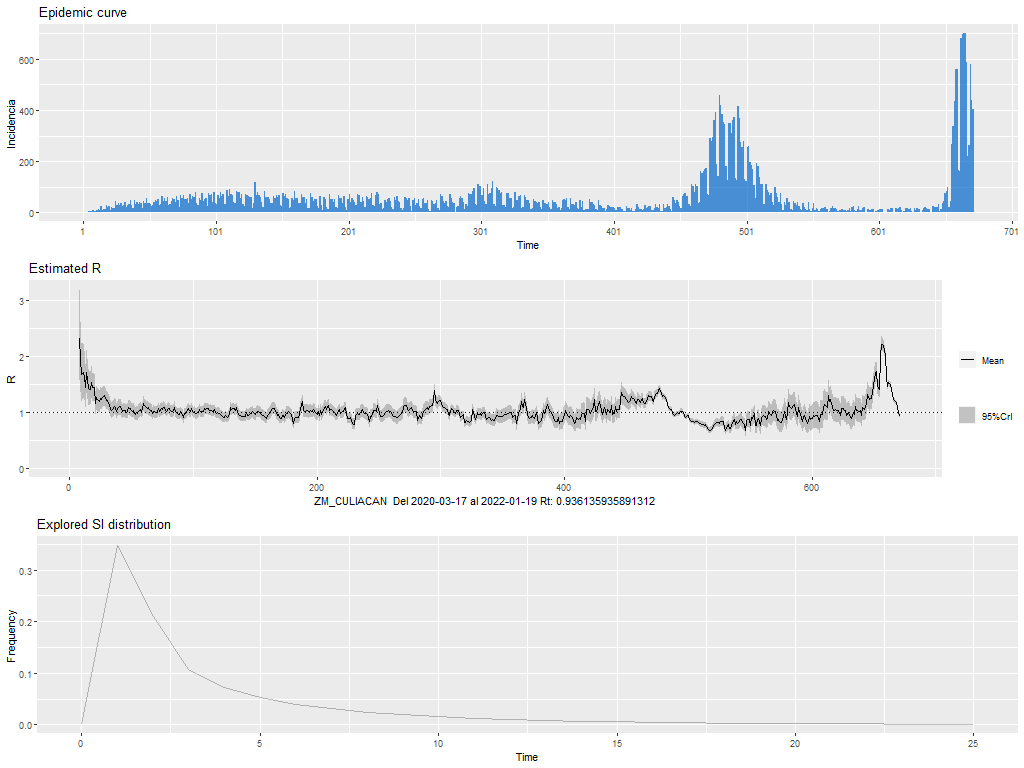 Epidemic curve
600
400
200
0
Incidencia
1
101
201
301
401
501
601
701
Time
Estimated R
3
2
1
0
R
0
200
400
600
ZM_CULIACAN Del 2020-03-17 al 2022-01-19 Rt: 0.936135935891312
Mean
95%CrI
Explored SI distribution
0.3
0.2
0.1
0.0
Frequency
0
5
10
15
20
25
Time